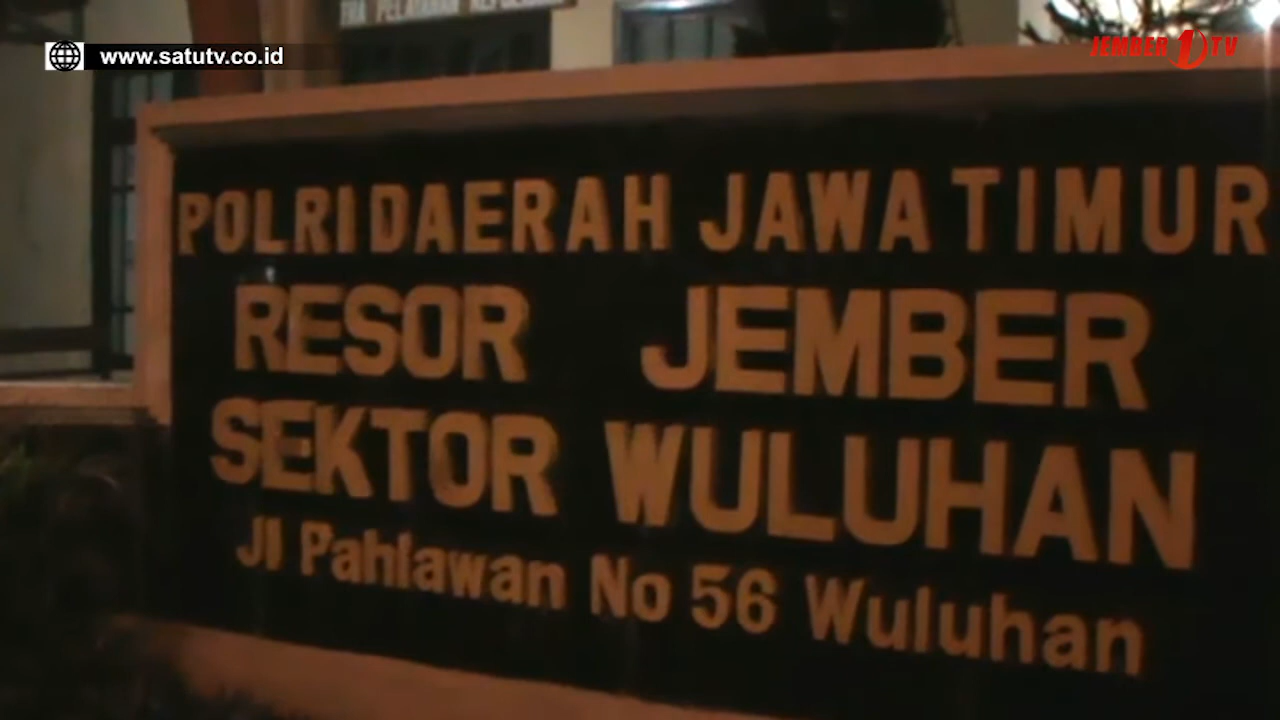 PELAYANAN
www.satutv.co.id
JEMBER 1 TV
POLRI DAERAH JAWA TIMUR
RESOR JEMBER
SEKTOR WULUHAN
Jl Pahlawan No 56 Wuluhan